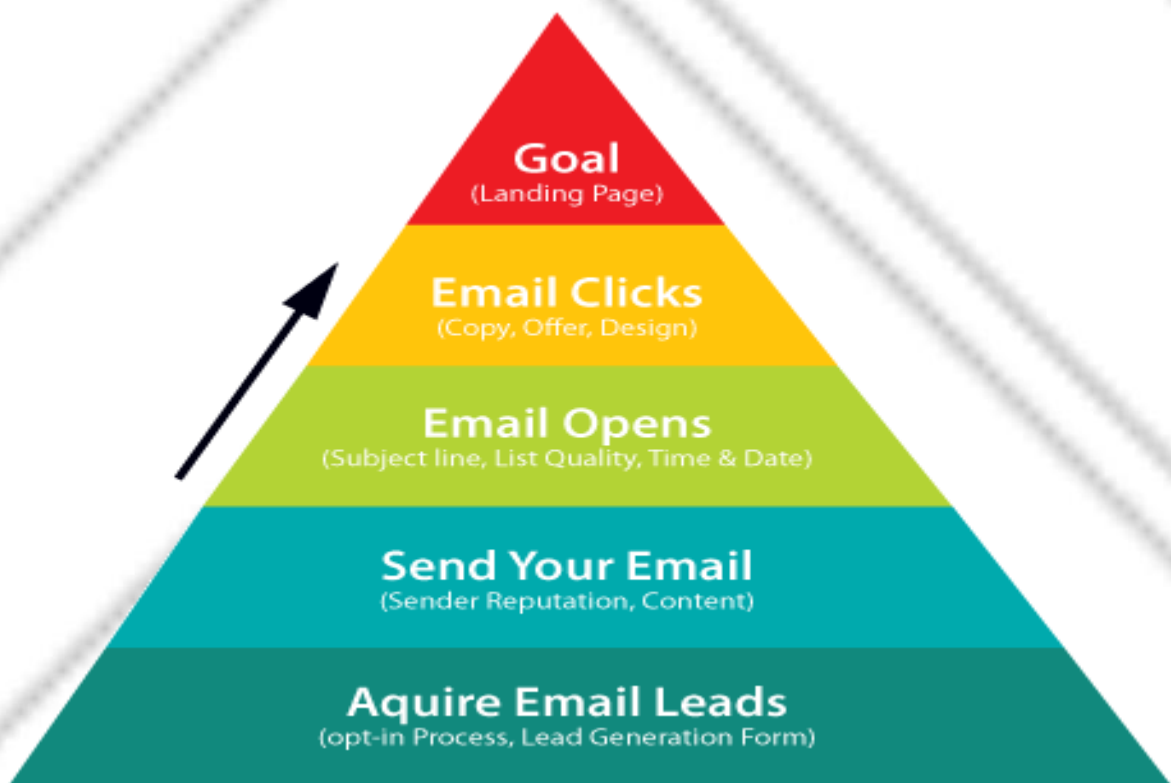 Goal
(Landing Page)
Email Clicks
(Copy, Offer, Design)
Email Opens
(Subject line, List Quality, Time & Date)
Send Your Email
(Sender Reputation, Content)
Aquire Email Leads
(opt-in Process, Lead Generation Form)